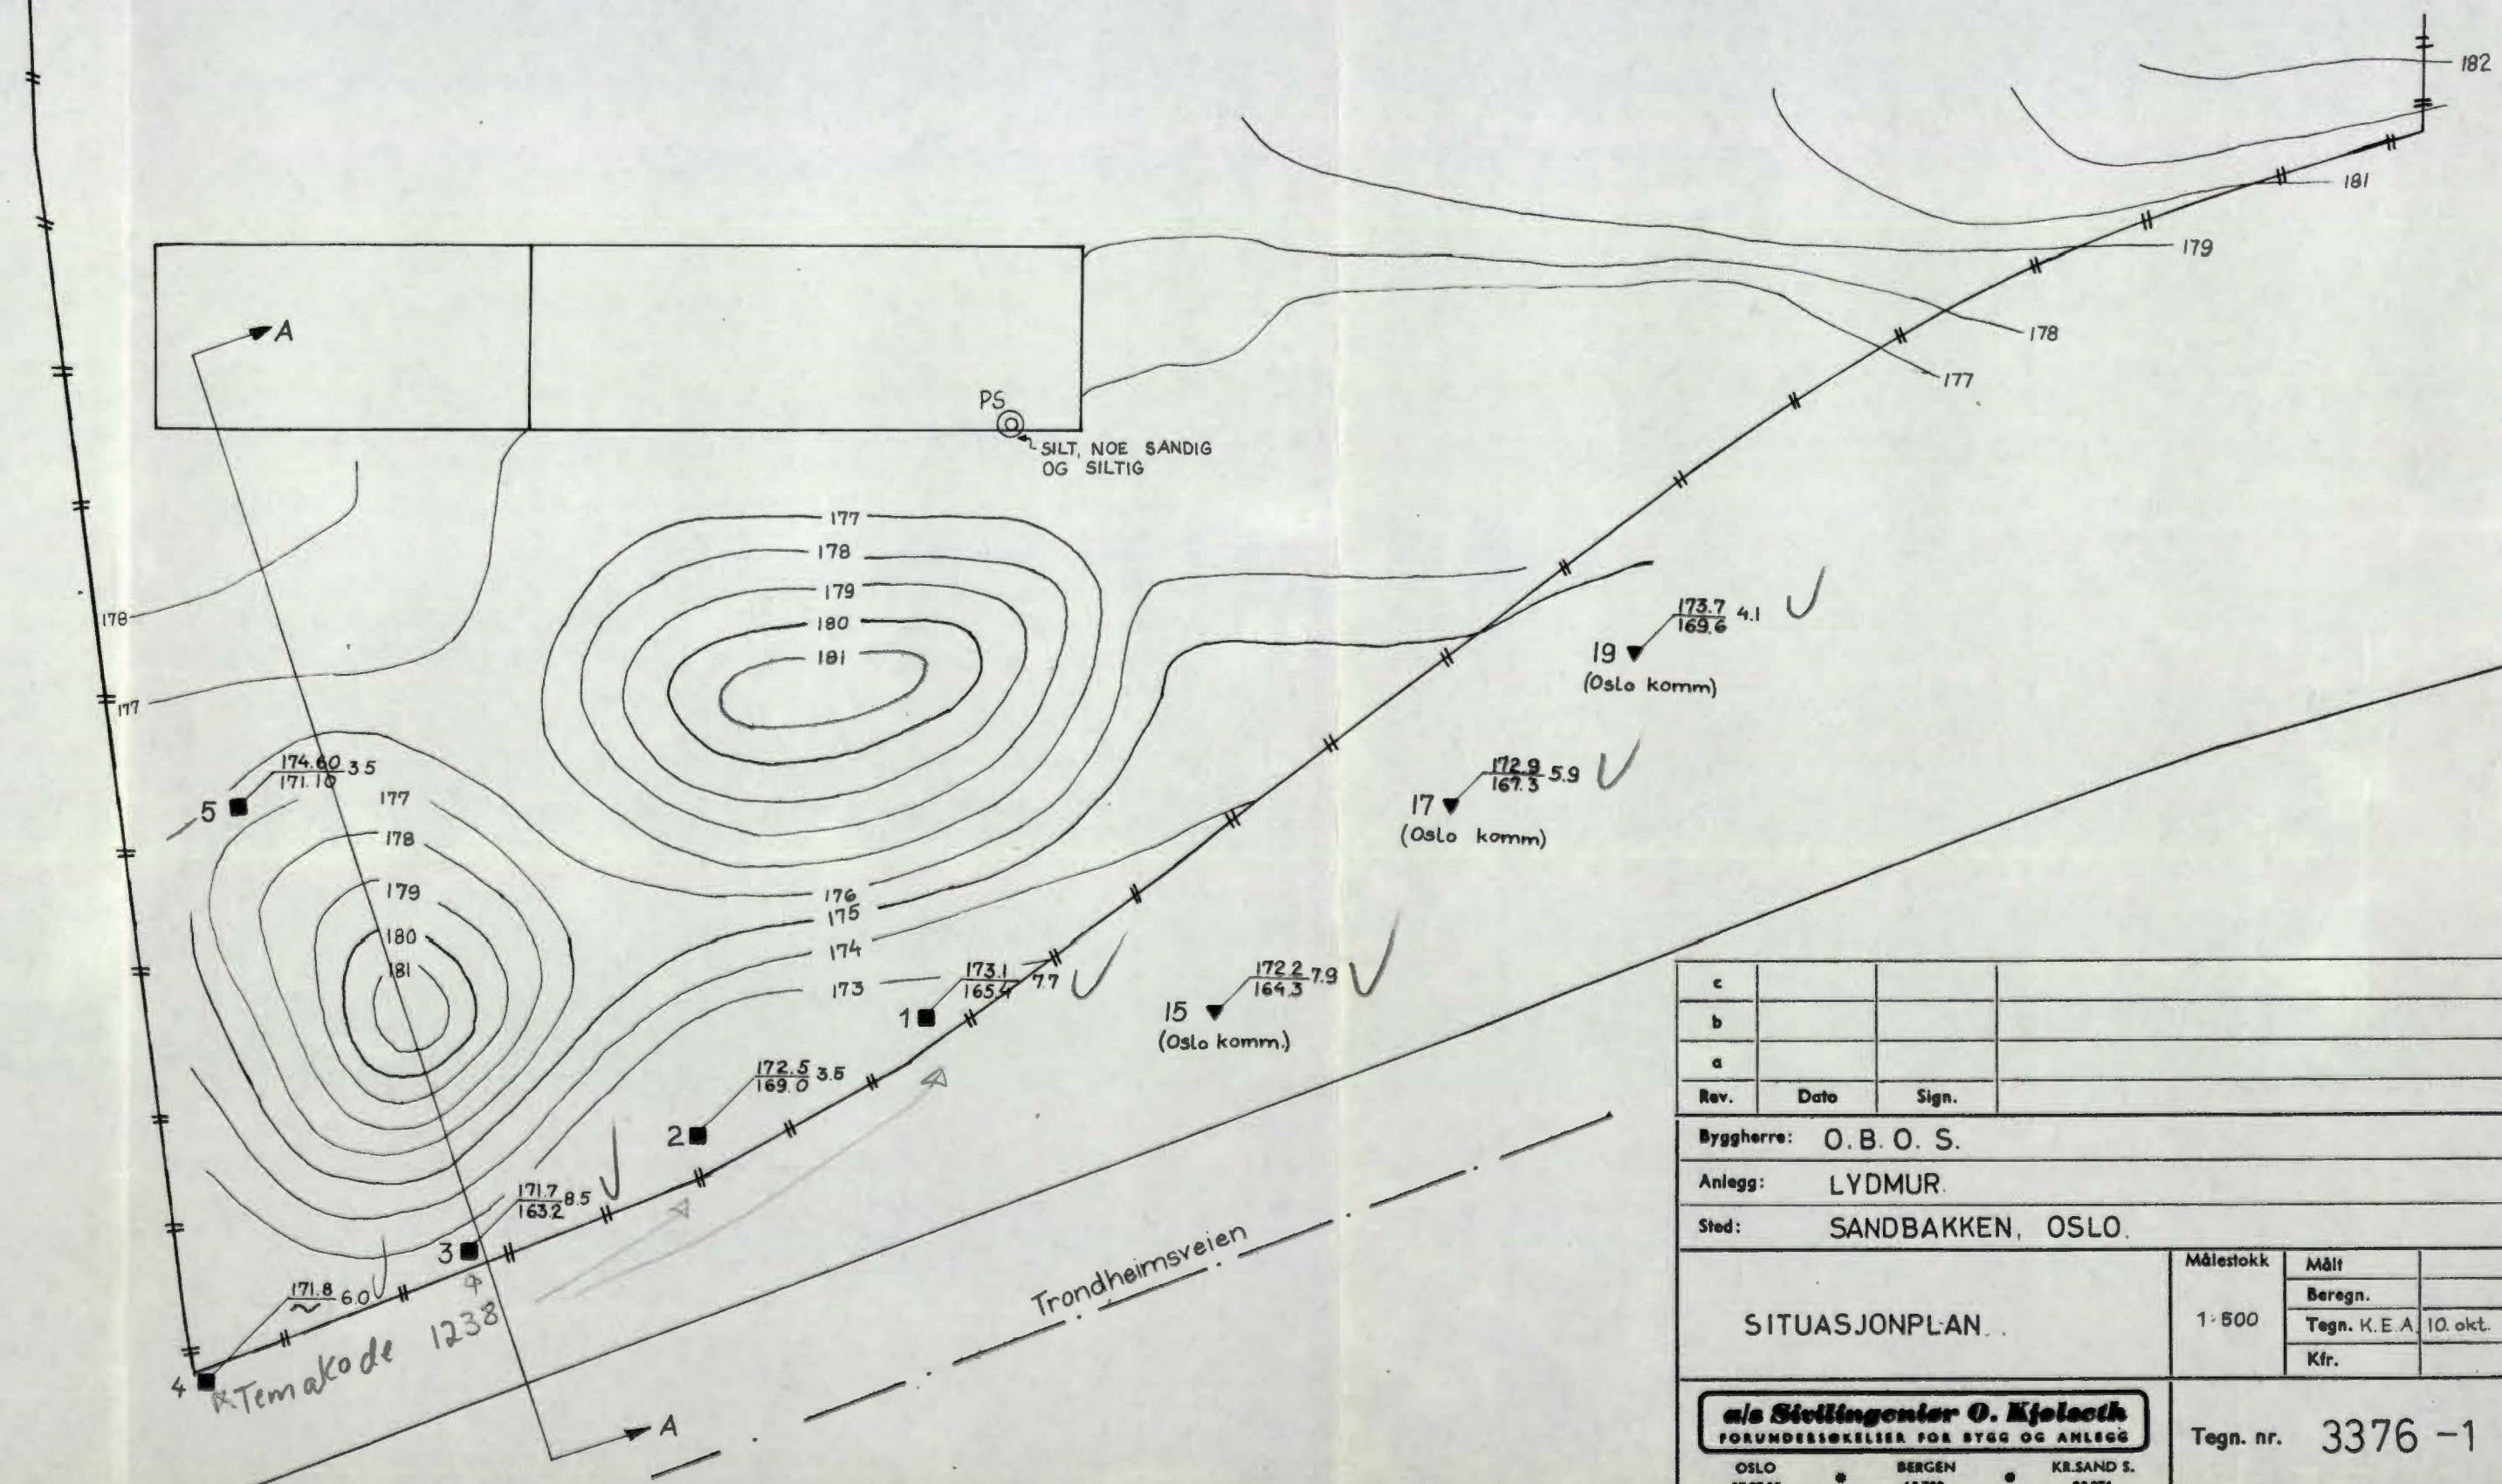 182
181
179
178
177
A
PS
SILT, NOE SANDIG
OG SILTIG
178
177
177
178
179
180
181
176
175
174
173
173.7
169.6 4.1
19
(Oslo komm)
172.9
167.3 5.9
17
(Oslo komm)
172.2
164.3 7.9
15
(Oslo komm.)
174.60
171.10 3.5
5
177
178
179
180
181
173.1
165.4 7.7
1
172.5
169.0 3.5
2
171.7
163.2 8.5
3
171.8
~ 6.0
4
Temakode 1238
A
Trondheimsveien
c
b
a
Rev. Dato Sign.
Byggherre: O.B.O.S.
Anlegg: LYDMUR.
Sted: SANDBAKKEN, OSLO.
SITUASJONPLAN.
Målestokk
1:500
Målt
Beregn.
Tegn. K.E.A. 10. okt.
Kfr.
a/s Sivilingeniør O. Kjølseth
FORUNDERSØKELSER FOR BYGG OG ANLEGG
OSLO BERGEN KR.SAND S.
Tegn. nr. 3376-1